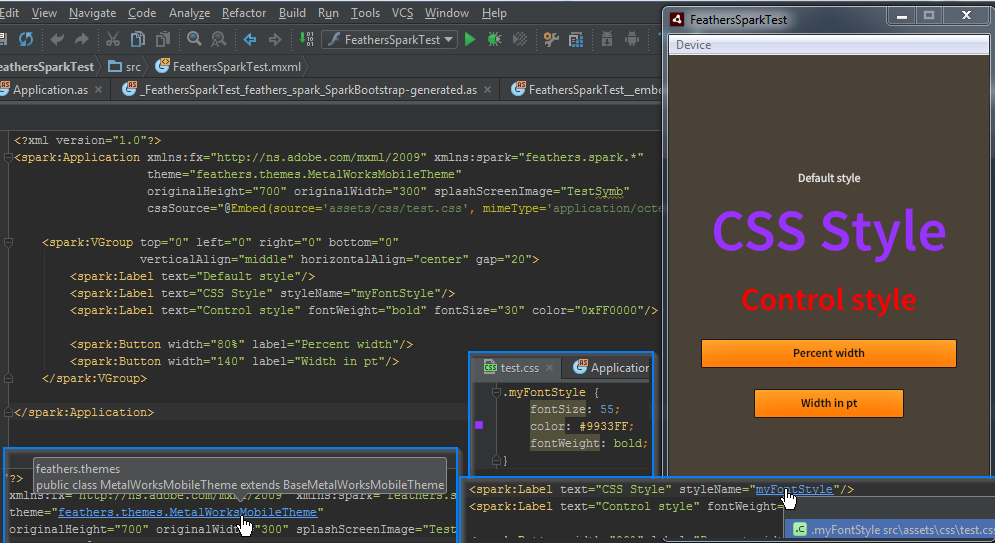 Edit View Navigate Code Analyze Refactor Build Run Tools VCS Window Help
FeathersSparkTest
FeathersSparkTest src FeathersSparkTest.mxml
Application.as _FeathersSparkTest_feathers_spark_SparkBootstrap-generated.as FeathersSparkTest__embe
<?xml version="1.0"?>
<spark:Application xmlns:fx="http://ns.adobe.com/mxml/2009" xmlns:spark="feathers.spark.*"
theme="feathers.themes.MetalWorksMobileTheme"
originalHeight="700" originalWidth="300" splashScreenImage="TestSymb"
cssSource="@Embed(source='assets/css/test.css', mimeType='application/octe
<spark:VGroup top="0" left="0" right="0" bottom="0"
verticalAlign="middle" horizontalAlign="center" gap="20">
<spark:Label text="Default style"/>
<spark:Label text="CSS Style" styleName="myFontStyle"/>
<spark:Label text="Control style" fontWeight="bold" fontSize="30" color="0xFF0000"/>
<spark:Button width="80%" label="Percent width"/>
<spark:Button width="140" label="Width in pt"/>
</spark:VGroup>
</spark:Application>
FeathersSparkTest
Device
Default style
CSS Style
Control style
Percent width
Width in pt
test.css Application
.myFontStyle {
fontSize: 55;
color: #9933FF;
fontWeight: bold;
}
feathers.themes
public class MetalWorksMobileTheme extends BaseMetalWorksMobileTheme
"?>
xmlns:fx="http://ns.adobe.com/mxml/2009" xmlns:spark="feathers.s
theme="feathers.themes.MetalWorksMobileTheme"
originalHeight="700" originalWidth="300" splashScreenImage="Test
<spark:Label text="CSS Style" styleName="myFontStyle"/>
<spark:Label text="Control style" fontWeight=
.myFontStyle src\assets\css\test.css